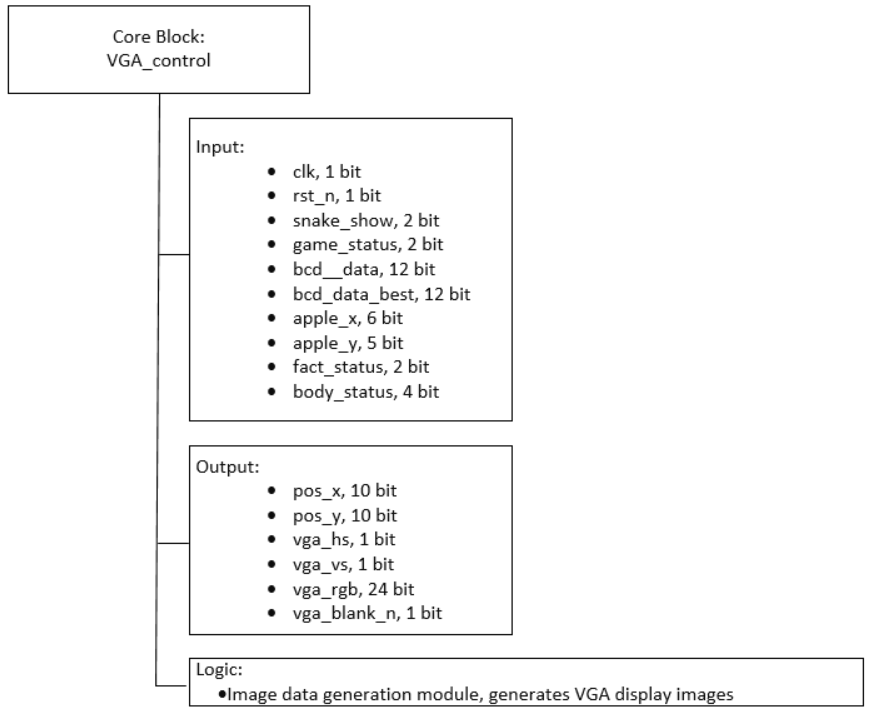 Core Block:
VGA_control
Input:
• clk, 1 bit
• rst_n, 1 bit
• snake_show, 2 bit
• game_status, 2 bit
• bcd__data, 12 bit
• bcd_data_best, 12 bit
• apple_x, 6 bit
• apple_y, 5 bit
• fact_status, 2 bit
• body_status, 4 bit
Output:
• pos_x, 10 bit
• pos_y, 10 bit
• vga_hs, 1 bit
• vga_vs, 1 bit
• vga_rgb, 24 bit
• vga_blank_n, 1 bit
Logic:
•Image data generation module, generates VGA display images